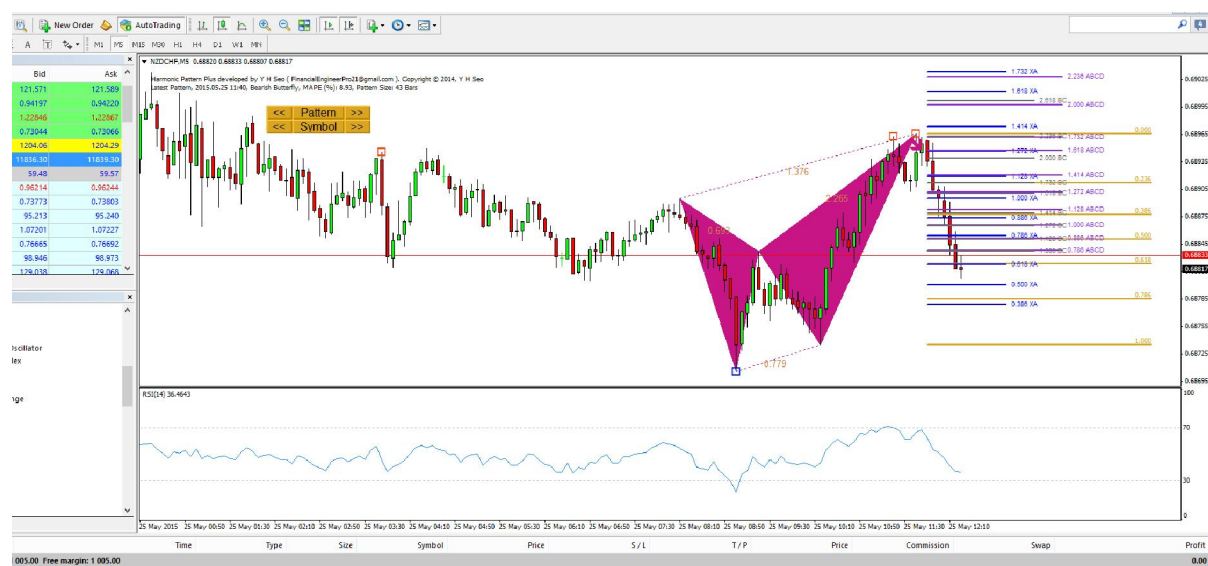 New Order AutoTrading
A T M1 M5 M15 M30 H1 H4 D1 W1 MN
Bid Ask
121.571 121.589
0.94197 0.94220
1.22846 1.22867
0.73044 0.73066
1204.06 1204.29
11836.30 11839.30
59.48 59.57
0.96214 0.96244
0.73773 0.73803
95.213 95.240
1.07201 1.07227
0.76665 0.76692
98.946 98.973
129.038 129.068
Oscillator
NZDCHF,M5 0.68820 0.68833 0.68807 0.68817
Harmonic Pattern Plus developed by Y H Seo ( FinancialEngineerPro21@gmail.com ). Copyright © 2014, Y H Seo
Latest Pattern, 2015.05.25 11:40, Bearish Butterfly, MAPE (%): 8.93, Pattern Size: 43 Bars
<< Pattern >>
<< Symbol >>
1.376
2.265
0.779
1.732 XA
2.236 ABCD
1.618 XA
2.000 ABCD
1.414 XA
1.732 ABCD
1.272 XA
1.618 ABCD
2.000 BC
1.414 ABCD
1.272 ABCD
1.000 XA
1.128 ABCD
1.000 ABCD
0.786 ABCD
0.618 XA
0.500 XA
0.386 XA
0.236
0.386
0.500
0.618
0.786
1.000
0.69025
0.68995
0.68965
0.68935
0.68905
0.68875
0.68845
0.68833
0.68817
0.68785
0.68755
0.68725
0.68695
RSI(14) 36.4643
100
70
30
0
25 May 2015 25 May 00:50 25 May 01:30 25 May 02:10 25 May 02:50 25 May 03:30 25 May 04:10 25 May 04:50 25 May 05:30 25 May 06:10 25 May 06:50 25 May 07:30 25 May 08:10 25 May 08:50 25 May 09:30 25 May 10:10 25 May 10:50 25 May 11:30 25 May 12:10
Time Type Size Symbol Price S / L T / P Price Commission Swap Profit
005.00 Free margin: 1 005.00 0.00